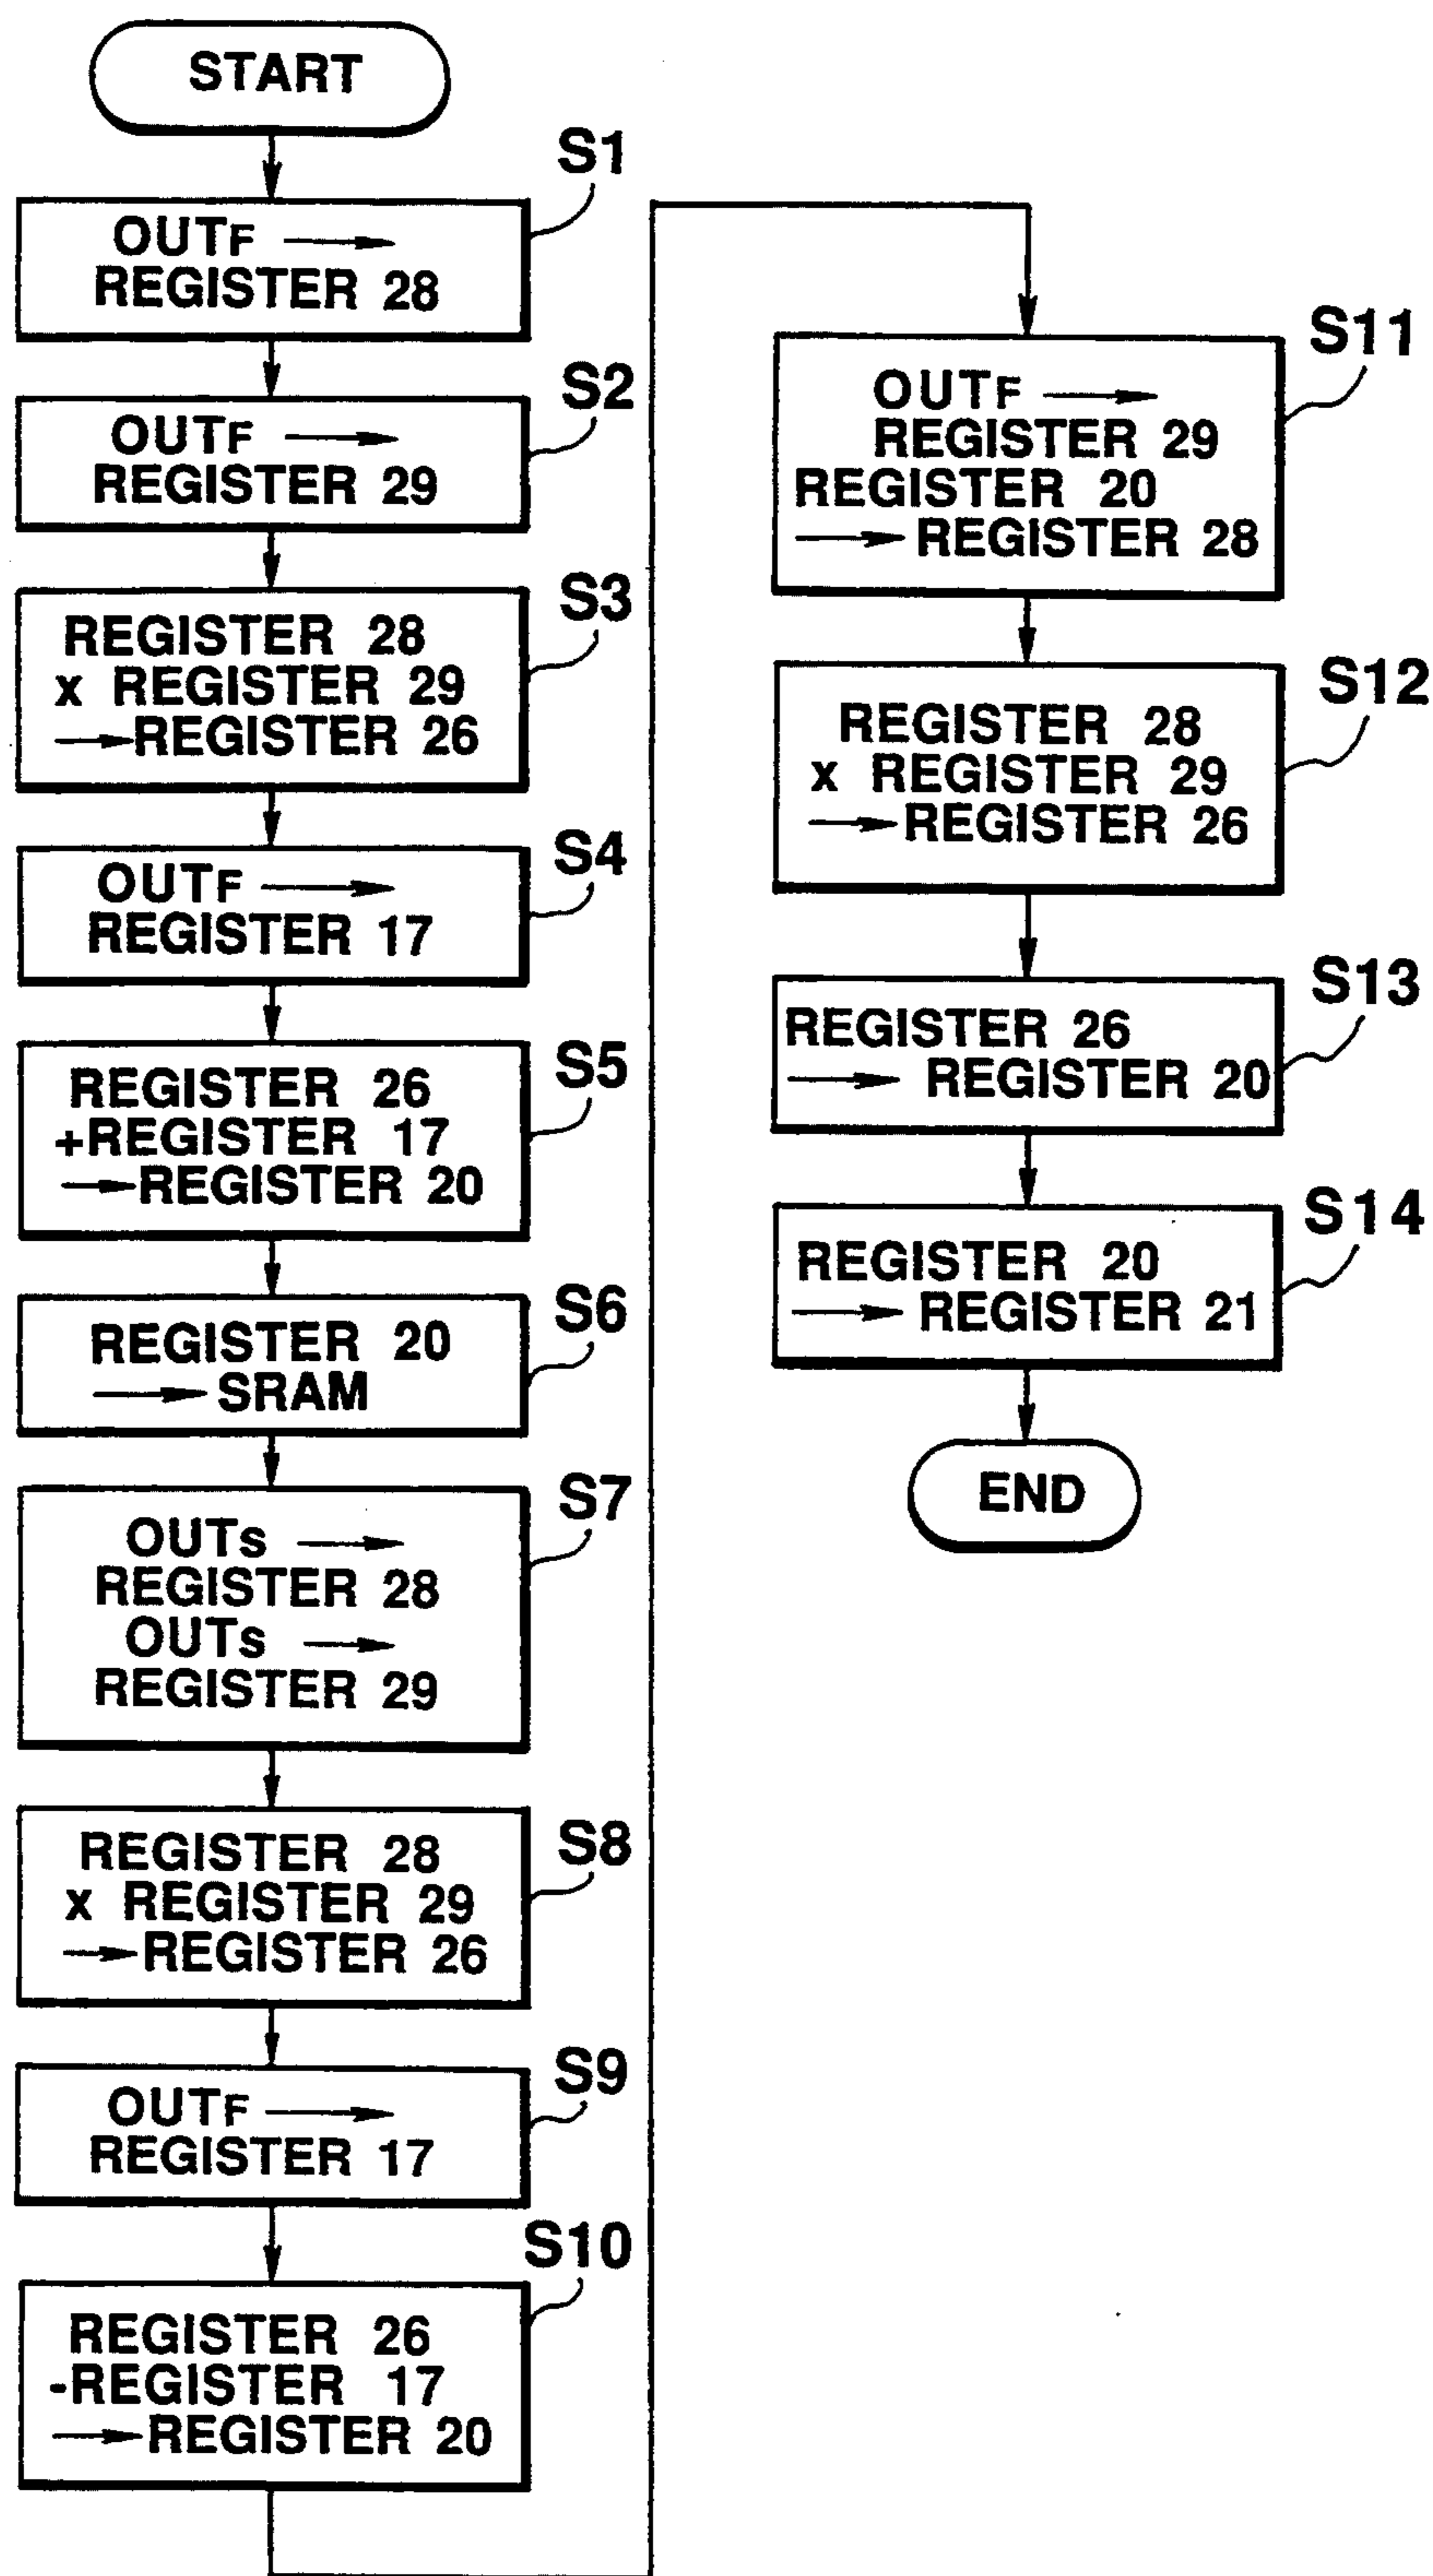 START
S1
OUTF →
REGISTER 28
S2
OUTF →
REGISTER 29
S3
REGISTER 28
x REGISTER 29
→REGISTER 26
S4
OUTF →
REGISTER 17
S5
REGISTER 26
+REGISTER 17
→REGISTER 20
S6
REGISTER 20
→ SRAM
S7
OUTs →
REGISTER 28
OUTs →
REGISTER 29
S8
REGISTER 28
x REGISTER 29
→REGISTER 26
S9
OUTF →
REGISTER 17
S10
REGISTER 26
-REGISTER 17
→REGISTER 20
S11
OUTF →
REGISTER 29
REGISTER 20
→ REGISTER 28
S12
REGISTER 28
x REGISTER 29
→REGISTER 26
S13
REGISTER 26
→ REGISTER 20
S14
REGISTER 20
→ REGISTER 21
END